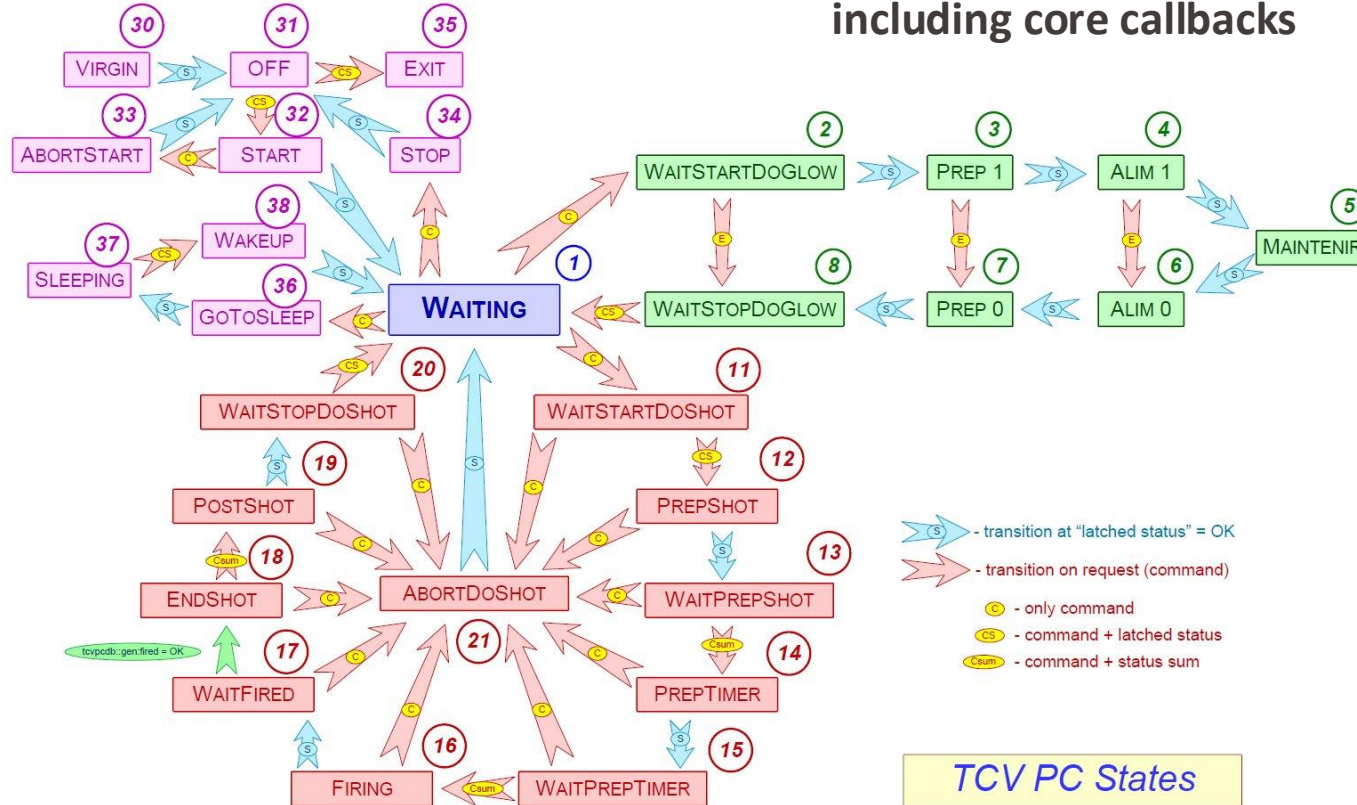 including core callbacks
30
31
35
VIRGIN
S
OFF
CS
EXIT
33
S
CS
32
S
34
ABORTSTART
C
START
STOP
38
S
C
WAKEUP
37
CS
S
SLEEPING
36
S
GOTOSLEEP
C
1
WAITING
C
2
3
4
WAITSTARTDOGLOW
S
PREP 1
S
ALIM 1
S
5
E
E
E
MAINTENIR
8
7
6
S
CS
WAITSTOPDOGLOW
S
PREP 0
S
ALIM 0
CS
20
C
11
WAITSTOPDOSHOT
WAITSTARTDOSHOT
S
19
C
S
C
CS
12
POSTSHOT
PREPSHOT
C
C
Csum
18
S
13
ENDSHOT
C
ABORTDOSHOT
C
WAITPREPSHOT
tcvpcdb::gen:fired = OK
17
C
21
C
Csum
14
WAITFIRED
PREPTIMER
S
16
C
C
S
15
FIRING
Csum
WAITPREPTIMER
S - transition at "latched status" = OK
- transition on request (command)
C - only command
CS - command + latched status
Csum - command + status sum
TCV PC States